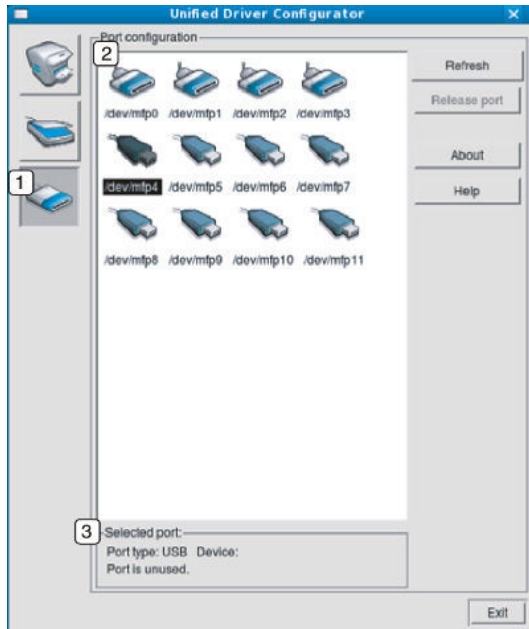 Unified Driver Configurator
Port configuration
2
/dev/mfp0 /dev/mfp1 /dev/mfp2 /dev/mfp3
/dev/mfp4 /dev/mfp5 /dev/mfp6 /dev/mfp7
/dev/mfp8 /dev/mfp9 /dev/mfp10 /dev/mfp11
1
Refresh
Release port
About
Help
3
Selected port:
Port type: USB Device:
Port is unused.
Exit